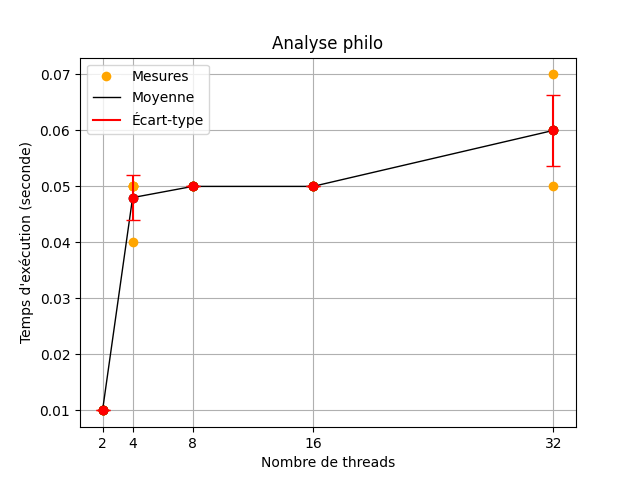 Analyse philo
Mesures
Moyenne
Écart-type
Temps d'exécution (seconde)
0.07
0.06
0.05
0.04
0.03
0.02
0.01
2 4 8 16 32
Nombre de threads